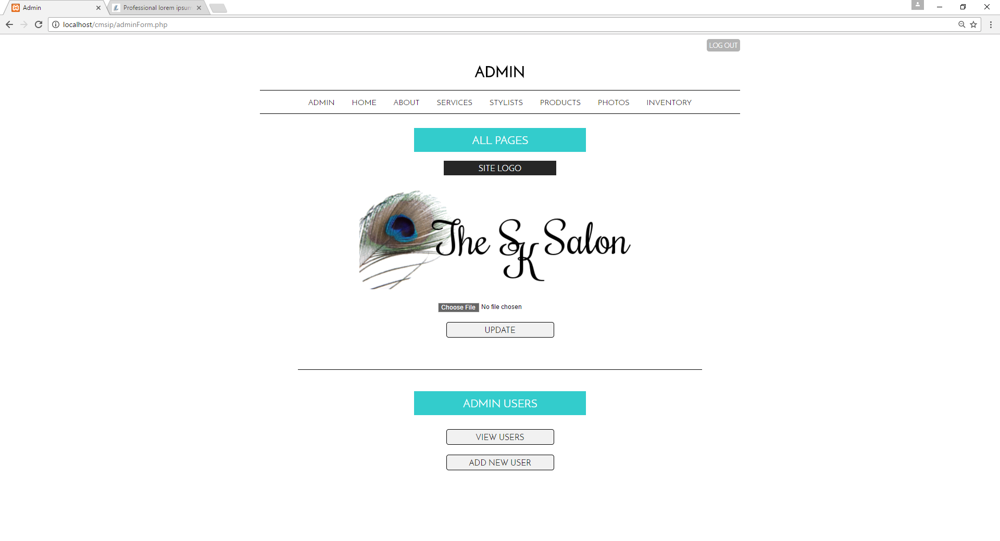 Admin
Professional lorem ipsum
localhost/cmsip/adminForm.php
LOG OUT
ADMIN
ADMIN HOME ABOUT SERVICES STYLISTS PRODUCTS PHOTOS INVENTORY
ALL PAGES
SITE LOGO
The SK Salon
Choose File No file chosen
UPDATE
ADMIN USERS
VIEW USERS
ADD NEW USER